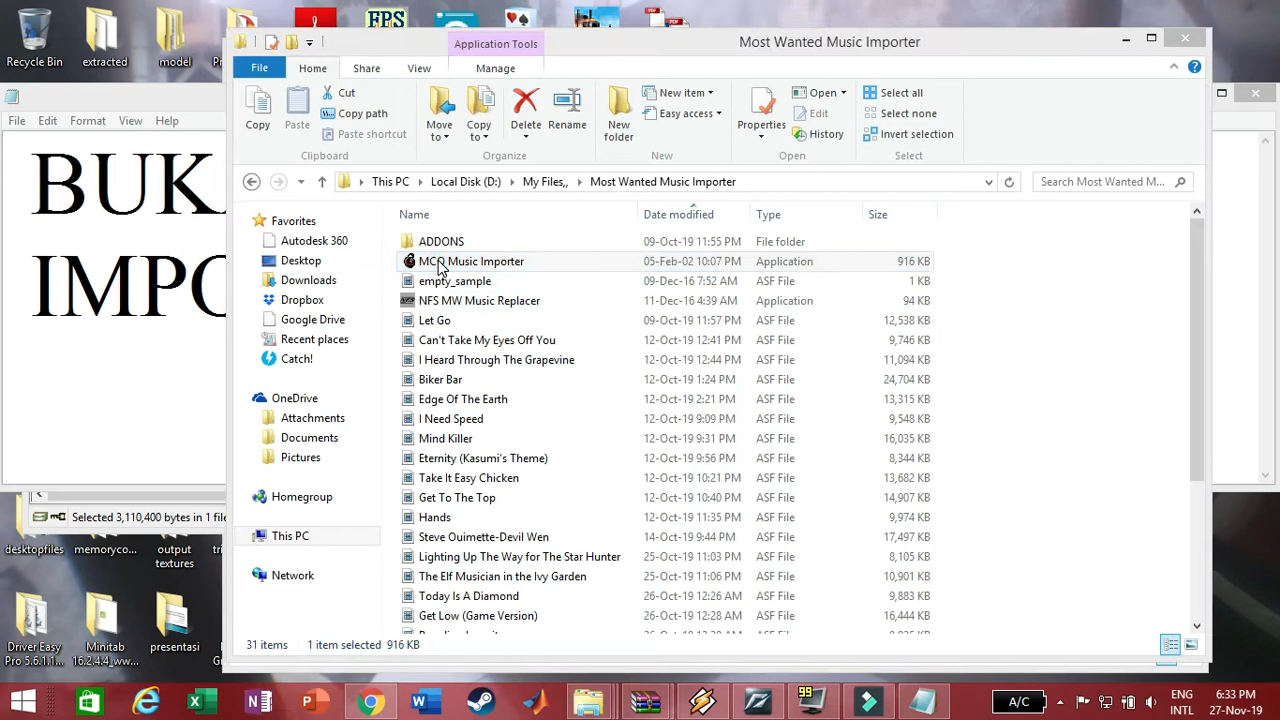 Recycle Bin
extracted
model
FPS
File Edit Format View Help
BUK
IMPO
Selected 3,110,400 bytes in 1 file
desktopfiles
memoryco...
output textures
Driver Easy Pro 5.6.1.1...
Minitab 16.2.4.4_ww...
presentasi
Application Tools
Most Wanted Music Importer
File Home Share View Manage
Copy
Paste
Cut
Copy path
Paste shortcut
Clipboard
Move to
Copy to
Delete
Rename
Organize
New folder
New item
Easy access
New
Properties
Open
Edit
History
Open
Select all
Select none
Invert selection
Select
This PC Local Disk (D:) My Files,, Most Wanted Music Importer
Search Most Wanted M...
Favorites
Autodesk 360
Desktop
Downloads
Dropbox
Google Drive
Recent places
Catch!
OneDrive
Attachments
Documents
Pictures
Homegroup
This PC
Network
Name Date modified Type Size
ADDONS 09-Oct-19 11:55 PM File folder
MCO Music Importer 05-Feb-02 10:07 PM Application 916 KB
empty_sample 09-Dec-16 7:52 AM ASF File 1 KB
NFS MW Music Replacer 11-Dec-16 4:39 AM Application 94 KB
Let Go 09-Oct-19 11:57 PM ASF File 12,538 KB
Can't Take My Eyes Off You 12-Oct-19 12:41 PM ASF File 9,746 KB
I Heard Through The Grapevine 12-Oct-19 12:44 PM ASF File 11,094 KB
Biker Bar 12-Oct-19 1:24 PM ASF File 24,704 KB
Edge Of The Earth 12-Oct-19 2:21 PM ASF File 13,315 KB
I Need Speed 12-Oct-19 9:09 PM ASF File 9,548 KB
Mind Killer 12-Oct-19 9:31 PM ASF File 16,035 KB
Eternity (Kasumi's Theme) 12-Oct-19 9:56 PM ASF File 8,344 KB
Take It Easy Chicken 12-Oct-19 10:21 PM ASF File 13,682 KB
Get To The Top 12-Oct-19 10:40 PM ASF File 14,907 KB
Hands 12-Oct-19 11:35 PM ASF File 9,974 KB
Steve Ouimette-Devil Wen 14-Oct-19 9:44 PM ASF File 17,497 KB
Lighting Up The Way for The Star Hunter 25-Oct-19 11:03 PM ASF File 8,105 KB
The Elf Musician in the Ivy Garden 25-Oct-19 11:06 PM ASF File 10,901 KB
Today Is A Diamond 26-Oct-19 12:26 AM ASF File 9,883 KB
Get Low (Game Version) 26-Oct-19 12:28 AM ASF File 16,444 KB
31 items 1 item selected 916 KB
99
A/C
ENG
INTL
6:33 PM
27-Nov-19